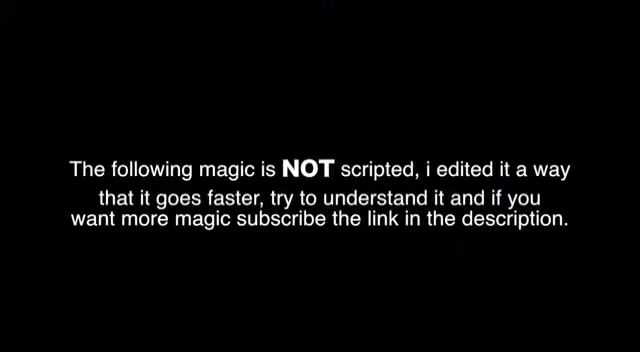 The following magic is NOT scripted, i edited it a way
that it goes faster, try to understand it and if you
want more magic subscribe the link in the description.